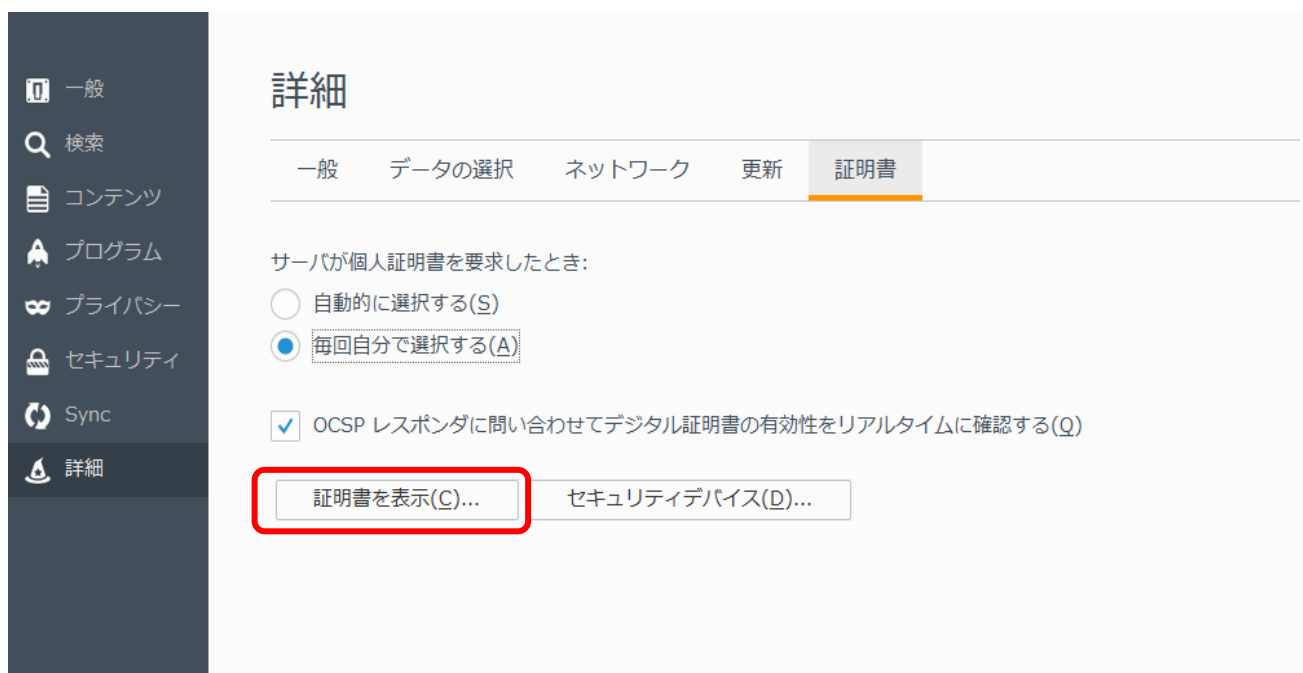 一般
検索
コンテンツ
プログラム
プライバシー
セキュリティ
Sync
詳細
詳細
一般 データの選択 ネットワーク 更新 証明書
サーバが個人証明書を要求したとき:
自動的に選択する(S)
毎回自分で選択する(A)
OCSP レスポンダに問い合わせてデジタル証明書の有効性をリアルタイムに確認する(Q)
証明書を表示(C)... セキュリティデバイス(D)...